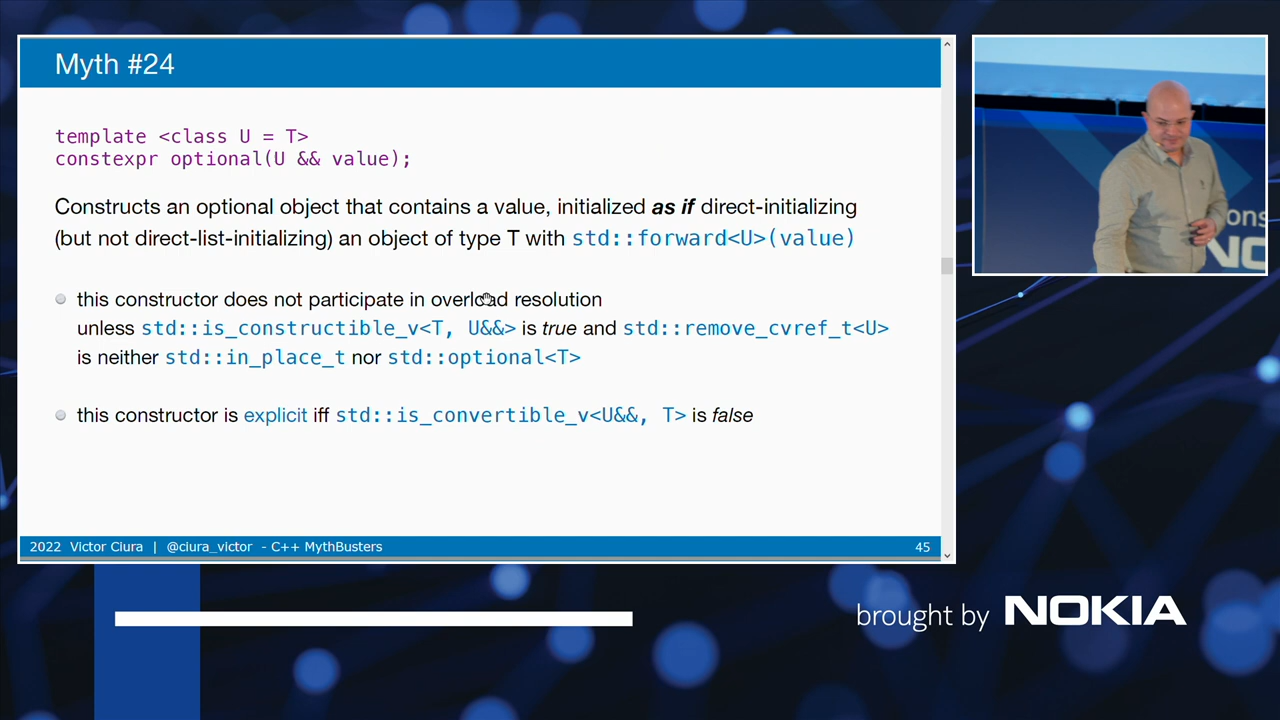 Myth #24
template <class U = T>
constexpr optional(U && value);
Constructs an optional object that contains a value, initialized as if direct-initializing
(but not direct-list-initializing) an object of type T with std::forward<U>(value)
this constructor does not participate in overload resolution
unless std::is_constructible_v<T, U&&> is true and std::remove_cvref_t<U>
is neither std::in_place_t nor std::optional<T>
this constructor is explicit iff std::is_convertible_v<U&&, T> is false
2022 Victor Ciura | @ciura_victor - C++ MythBusters
45
brought by NOKIA